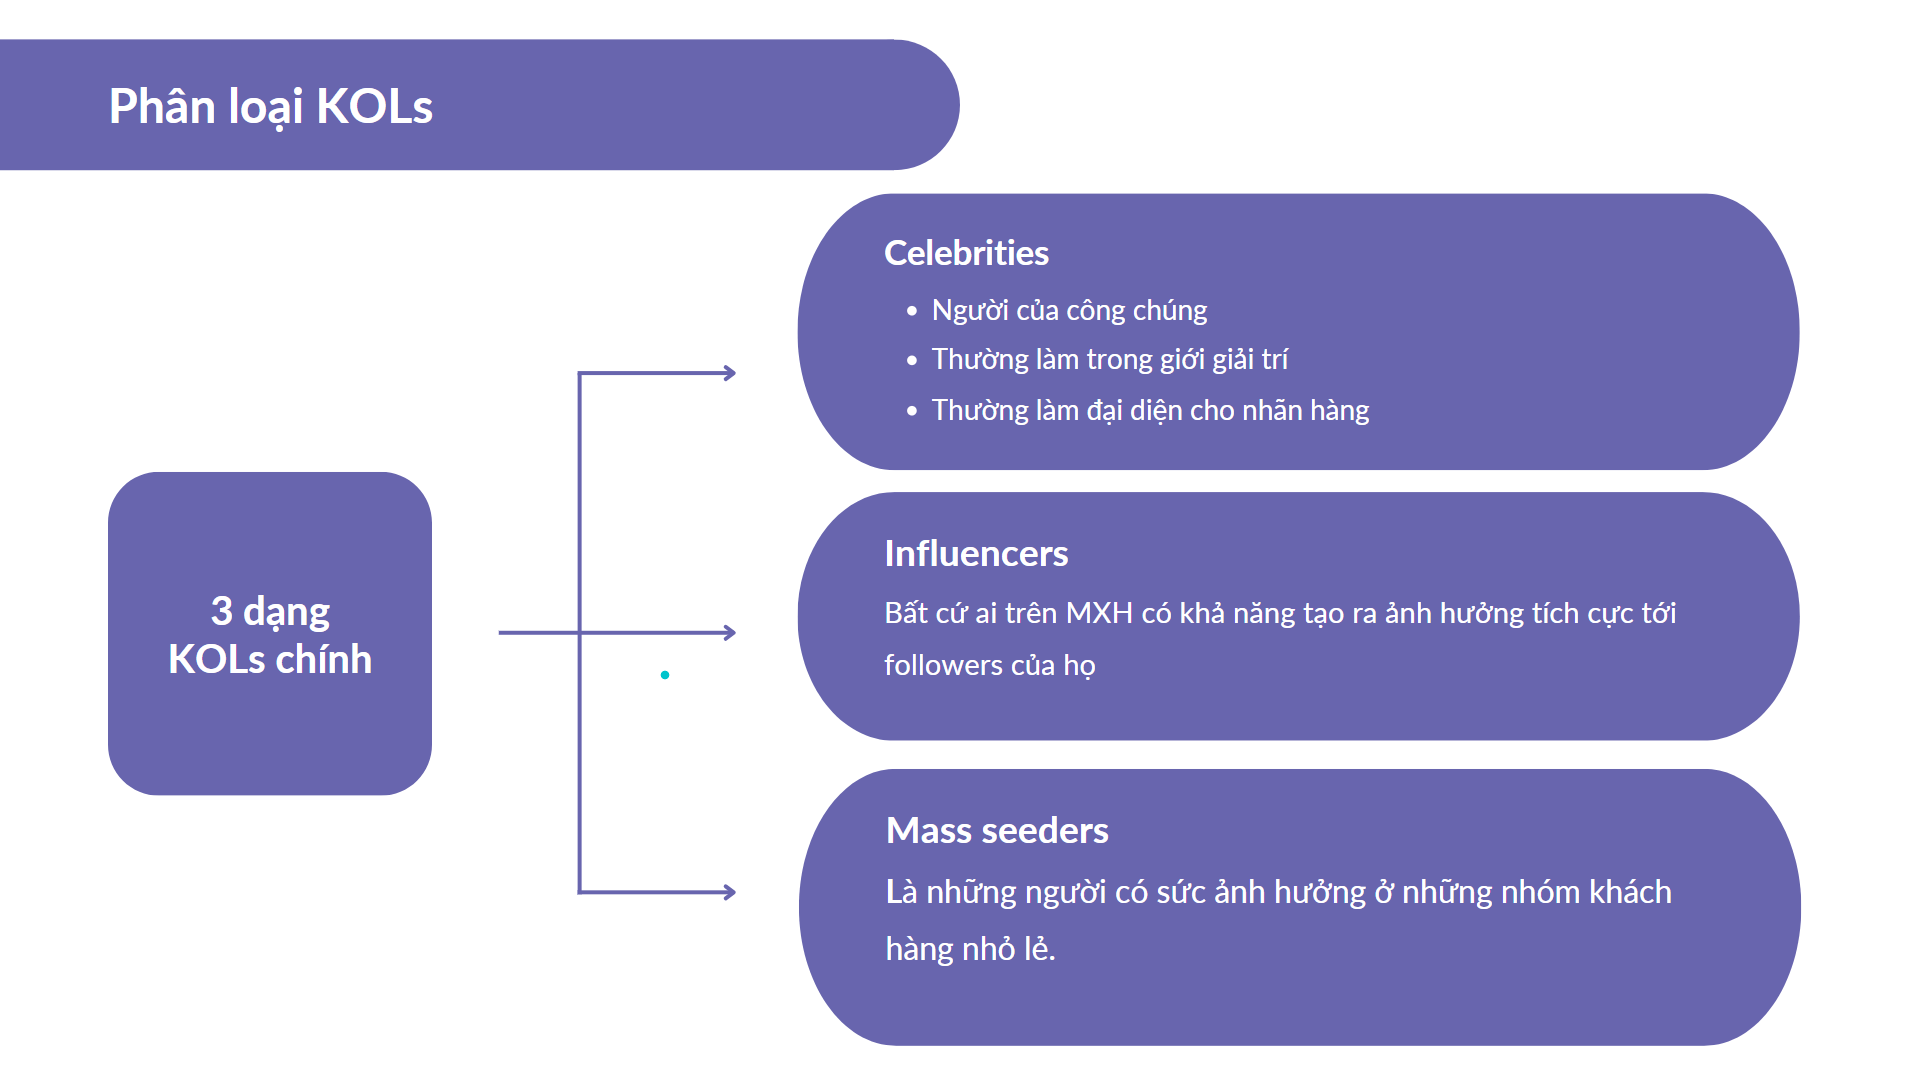 Phân loại KOLs
3 dạng
KOLs chính
Celebrities
• Người của công chúng
• Thường làm trong giới giải trí
• Thường làm đại diện cho nhãn hàng
Influencers
Bất cứ ai trên MXH có khả năng tạo ra ảnh hưởng tích cực tới
followers của họ
Mass seeders
Là những người có sức ảnh hưởng ở những nhóm khách
hàng nhỏ lẻ.